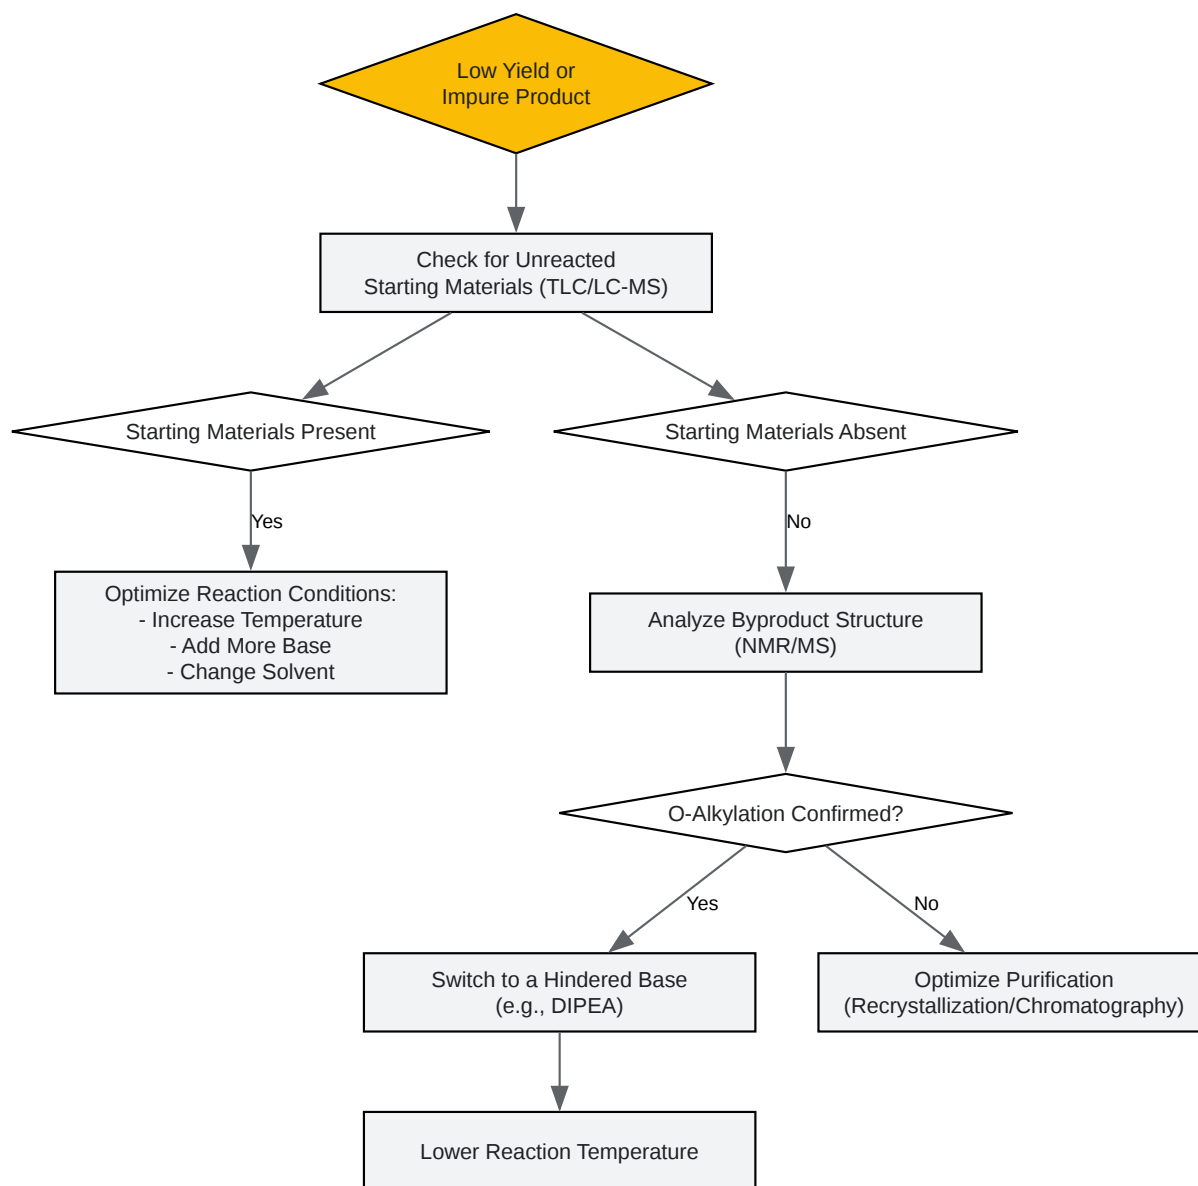 Low Yield or
Impure Product
Check for Unreacted
Starting Materials (TLC/LC-MS)
Starting Materials Present
Starting Materials Absent
Yes
No
Optimize Reaction Conditions:
- Increase Temperature
- Add More Base
- Change Solvent
Analyze Byproduct Structure
(NMR/MS)
O-Alkylation Confirmed?
Yes
No
Switch to a Hindered Base
(e.g., DIPEA)
Optimize Purification
(Recrystallization/Chromatography)
Lower Reaction Temperature